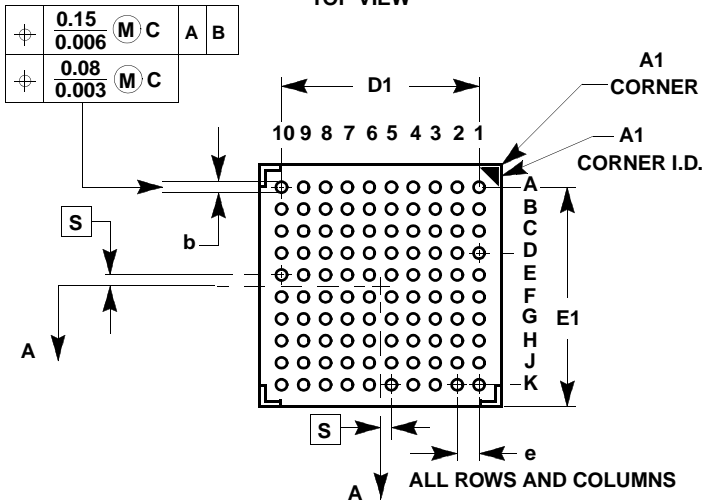 TOP VIEW
⌖ 0.15 / 0.006 Ⓜ C A B
⌖ 0.08 / 0.003 Ⓜ C
A1
CORNER
D1
A1
CORNER I.D.
10 9 8 7 6 5 4 3 2 1
A
B
C
D
E
F
G
H
J
K
S
b
A
E1
S
e
A
ALL ROWS AND COLUMNS